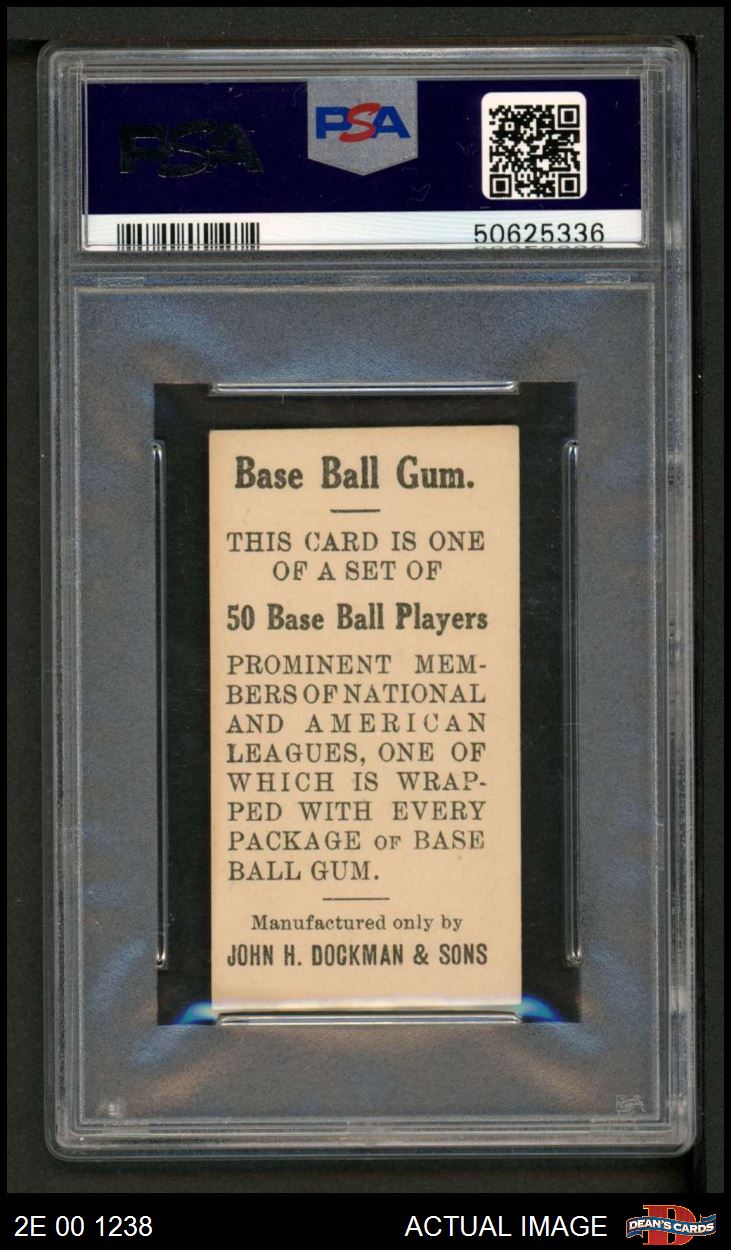 PSA
PSA
50625336
Base Ball Gum.
THIS CARD IS ONE
OF A SET OF
50 Base Ball Players
PROMINENT MEM-
BERS OF NATIONAL
AND AMERICAN
LEAGUES, ONE OF
WHICH IS WRAP-
PED WITH EVERY
PACKAGE OF BASE
BALL GUM.
Manufactured only by
JOHN H. DOCKMAN & SONS
PSA
2E 00 1238
ACTUAL IMAGE
D
DEAN'S CARDS